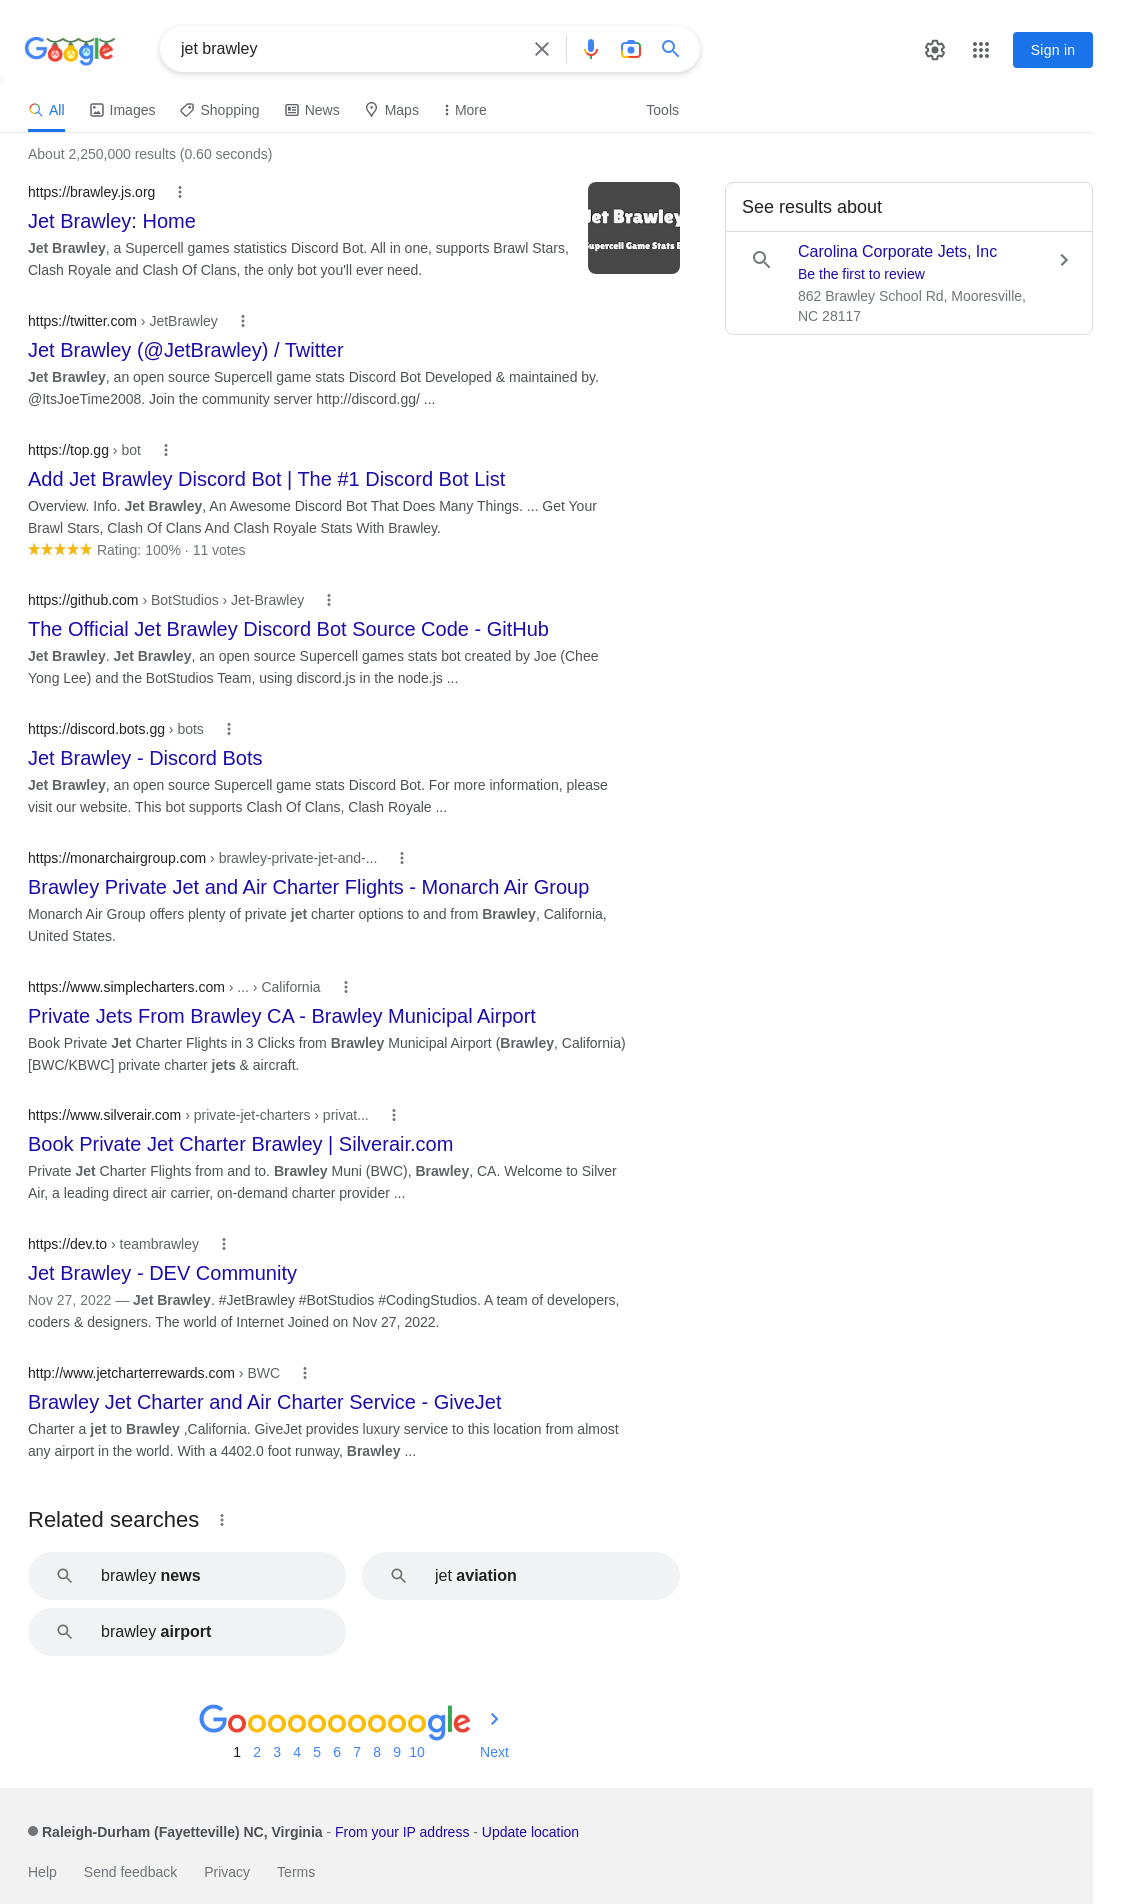 Google
jet brawley
Sign in
All
Images
Shopping
News
Maps
More
Tools
About 2,250,000 results (0.60 seconds)
https://brawley.js.org
Jet Brawley: Home
Jet Brawley, a Supercell games statistics Discord Bot. All in one, supports Brawl Stars,
Clash Royale and Clash Of Clans, the only bot you'll ever need.
Jet Brawley
Supercell Game Stats B
See results about
Carolina Corporate Jets, Inc
Be the first to review
862 Brawley School Rd, Mooresville,
NC 28117
https://twitter.com › JetBrawley
Jet Brawley (@JetBrawley) / Twitter
Jet Brawley, an open source Supercell game stats Discord Bot Developed & maintained by.
@ItsJoeTime2008. Join the community server http://discord.gg/ ...
https://top.gg › bot
Add Jet Brawley Discord Bot | The #1 Discord Bot List
Overview. Info. Jet Brawley, An Awesome Discord Bot That Does Many Things. ... Get Your
Brawl Stars, Clash Of Clans And Clash Royale Stats With Brawley.
Rating: 100% · 11 votes
https://github.com › BotStudios › Jet-Brawley
The Official Jet Brawley Discord Bot Source Code - GitHub
Jet Brawley. Jet Brawley, an open source Supercell games stats bot created by Joe (Chee
Yong Lee) and the BotStudios Team, using discord.js in the node.js ...
https://discord.bots.gg › bots
Jet Brawley - Discord Bots
Jet Brawley, an open source Supercell game stats Discord Bot. For more information, please
visit our website. This bot supports Clash Of Clans, Clash Royale ...
https://monarchairgroup.com › brawley-private-jet-and-...
Brawley Private Jet and Air Charter Flights - Monarch Air Group
Monarch Air Group offers plenty of private jet charter options to and from Brawley, California,
United States.
https://www.simplecharters.com › ... › California
Private Jets From Brawley CA - Brawley Municipal Airport
Book Private Jet Charter Flights in 3 Clicks from Brawley Municipal Airport (Brawley, California)
[BWC/KBWC] private charter jets & aircraft.
https://www.silverair.com › private-jet-charters › privat...
Book Private Jet Charter Brawley | Silverair.com
Private Jet Charter Flights from and to. Brawley Muni (BWC), Brawley, CA. Welcome to Silver
Air, a leading direct air carrier, on-demand charter provider ...
https://dev.to › teambrawley
Jet Brawley - DEV Community
Nov 27, 2022 — Jet Brawley. #JetBrawley #BotStudios #CodingStudios. A team of developers,
coders & designers. The world of Internet Joined on Nov 27, 2022.
http://www.jetcharterrewards.com › BWC
Brawley Jet Charter and Air Charter Service - GiveJet
Charter a jet to Brawley ,California. GiveJet provides luxury service to this location from almost
any airport in the world. With a 4402.0 foot runway, Brawley ...
Related searches
brawley news
jet aviation
brawley airport
Goooooooooogle
1 2 3 4 5 6 7 8 9 10 Next
Raleigh-Durham (Fayetteville) NC, Virginia - From your IP address - Update location
Help Send feedback Privacy Terms